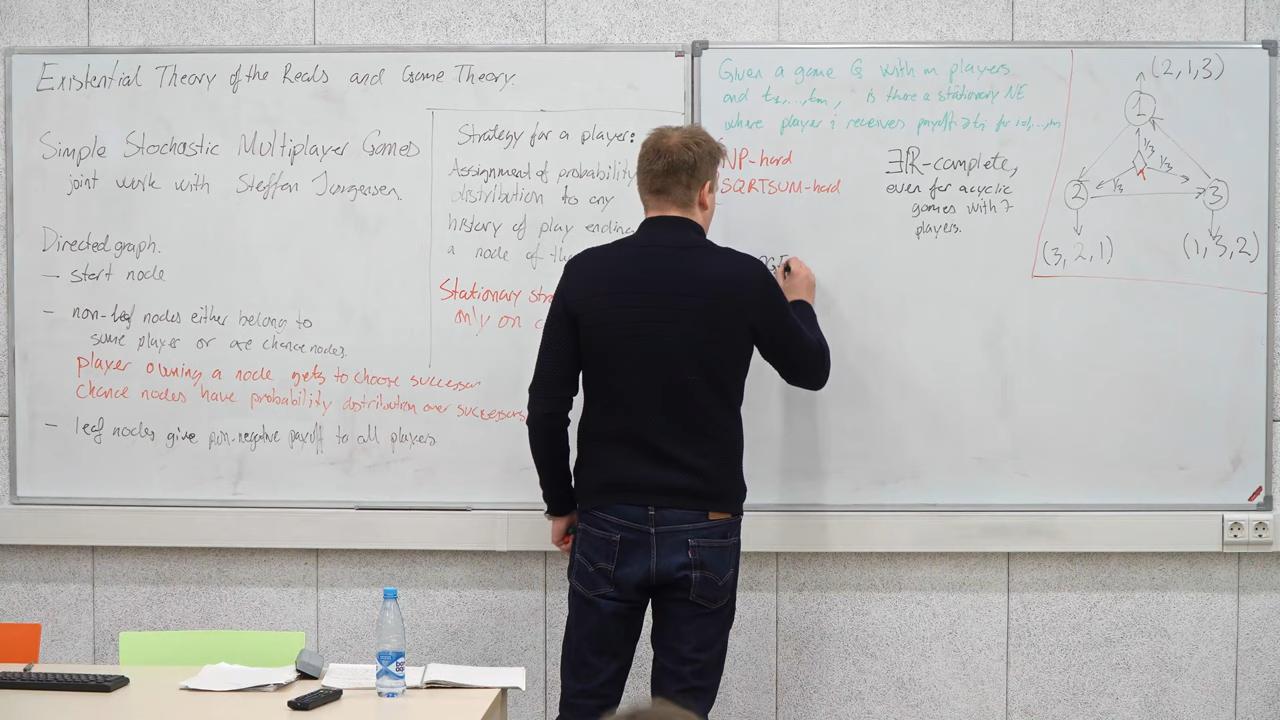 Existential Theory of the Reals and Game Theory.
Simple Stochastic Multiplayer Games
joint work with Steffan Jørgensen
Directed graph.
– start node
– non-leaf nodes either belong to
some player or are chance nodes.
player owning a node gets to choose successor
chance nodes have probability distribution over successors
– leaf nodes give non-negative payoff to all players
Strategy for a player:
Assignment of probability
distribution to any
history of play ending
a node of the
Stationary
only on
Given a game G with m players
and t₁,...,tₘ, is there a stationary NE
where player i receives payoff ≥ tᵢ for i=1,...,m
NP-hard
SQRTSUM-hard
∃ℝ-complete,
even for acyclic
games with 7
players.
(2,1,3)
1
1/3
1/3
1/3
2
3
(3,2,1)
(1,3,2)